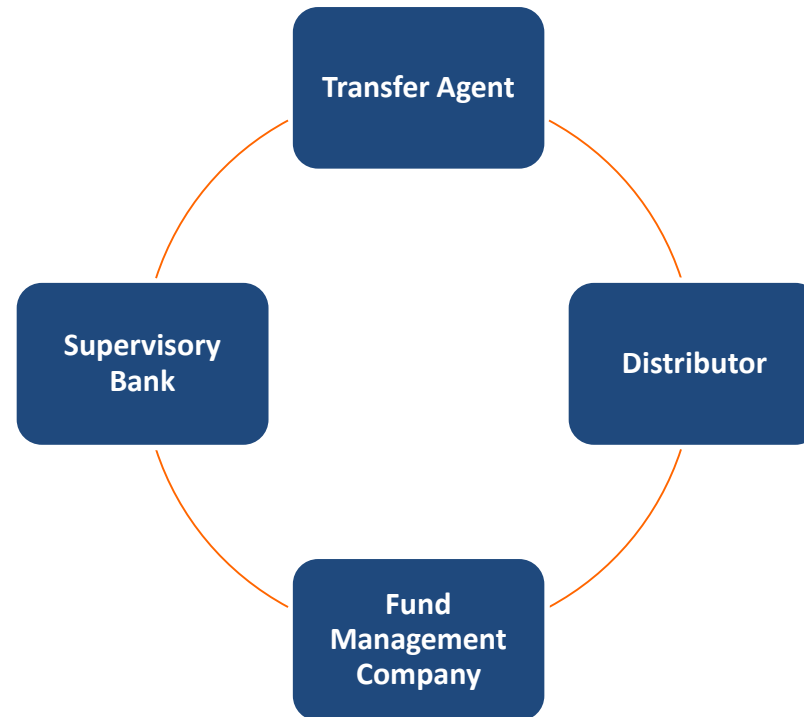 Transfer Agent
Supervisory
Bank
Distributor
Fund
Management
Company